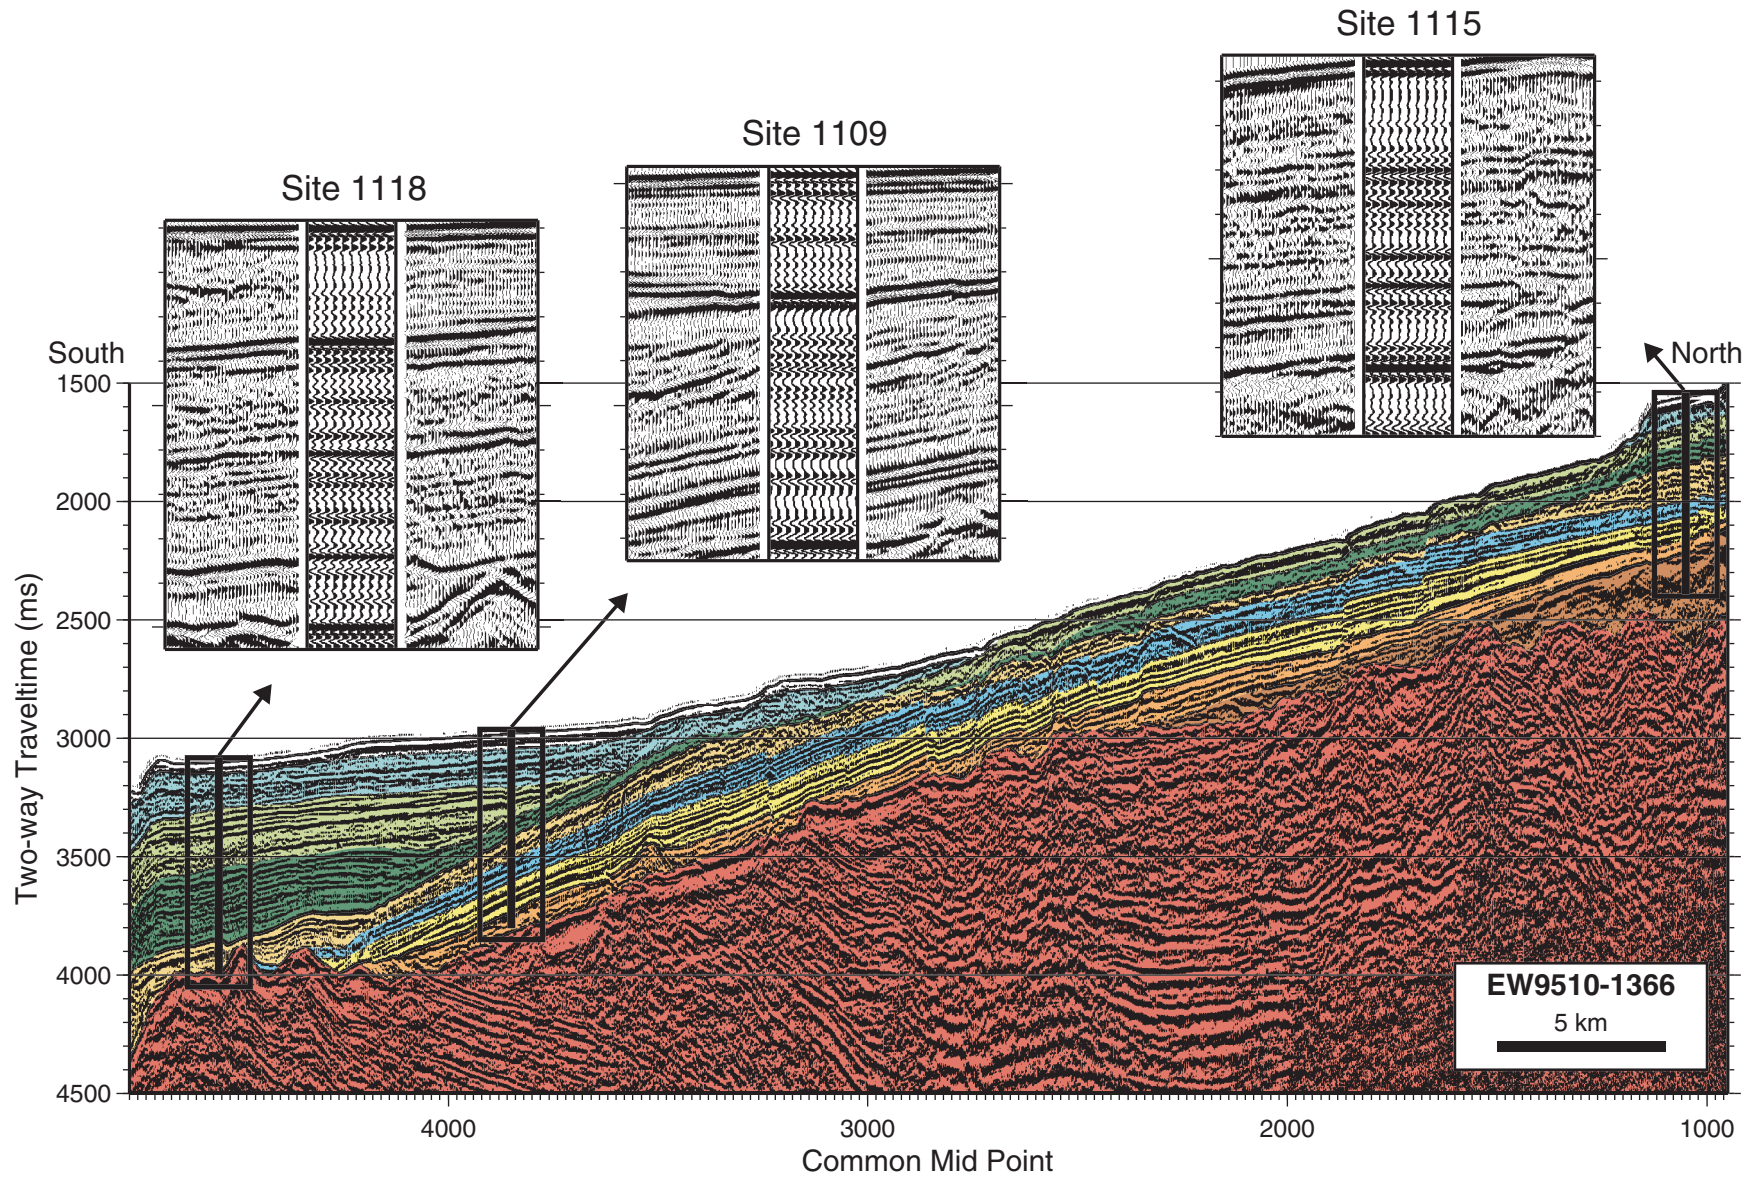 Site 1115
Site 1109
Site 1118
South
North
1500
2000
2500
3000
3500
4000
4500
Two-way Traveltime (ms)
EW9510-1366
5 km
4000
3000
2000
1000
Common Mid Point